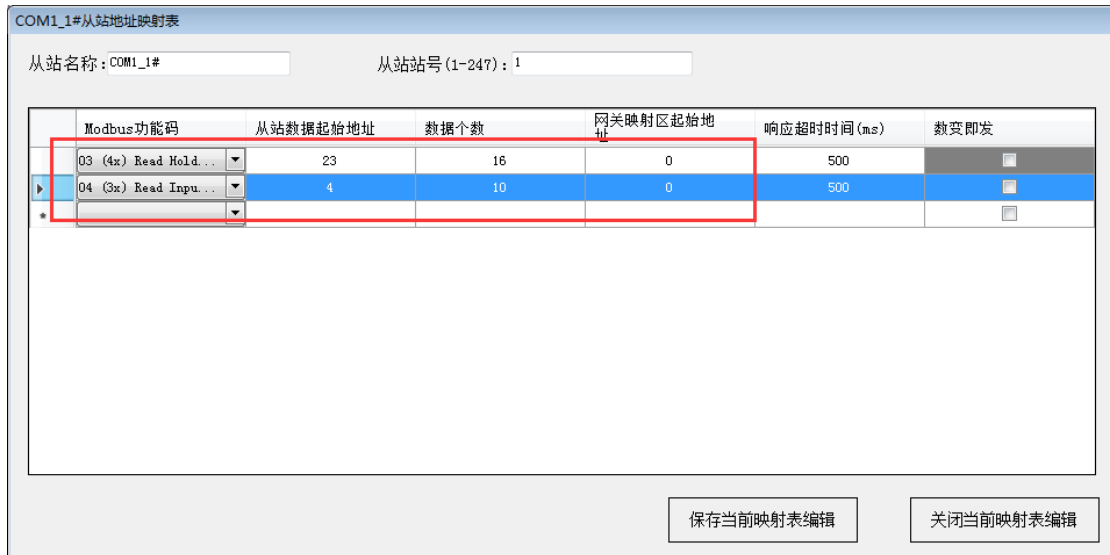 COM1_1#从站地址映射表
从站名称:COM1_1# 从站站号(1-247):1
Modbus功能码 从站数据起始地址 数据个数 网关映射区起始地址 响应超时时间(ms) 数变即发
03 (4x) Read Hold... 23 16 0 500
04 (3x) Read Inpu... 4 10 0 500
*
保存当前映射表编辑 关闭当前映射表编辑